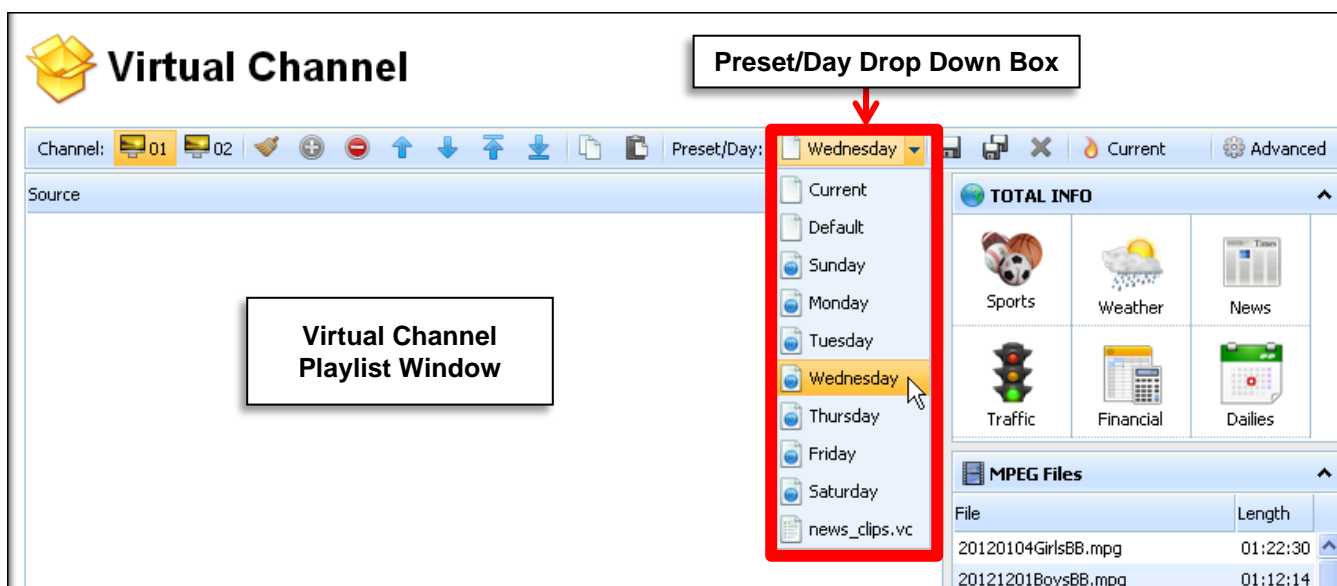 Virtual Channel
Preset/Day Drop Down Box
Channel: 01 02 Preset/Day: Wednesday Current Advanced
Source
Current
Default
Sunday
Monday
Tuesday
Wednesday
Thursday
Friday
Saturday
news_clips.vc
Virtual Channel
Playlist Window
TOTAL INFO
Sports Weather News
Traffic Financial Dailies
MPEG Files
File Length
20120104GirlsBB.mpg 01:22:30
20121201BoysBB.mpg 01:12:14